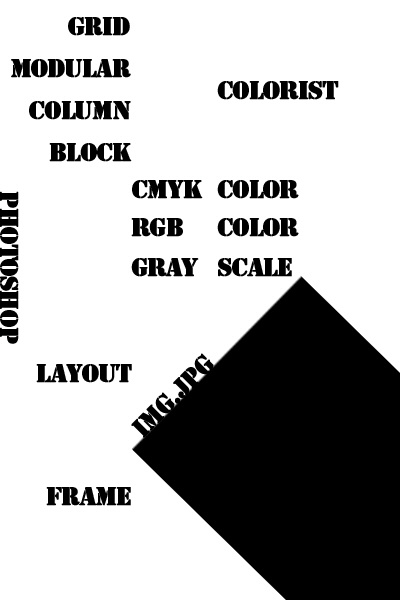 GRID
MODULAR
COLORIST
COLUMN
BLOCK
CMYK COLOR
RGB COLOR
GRAY SCALE
PHOTOSHOP
LAYOUT
IMG.JPG
FRAME